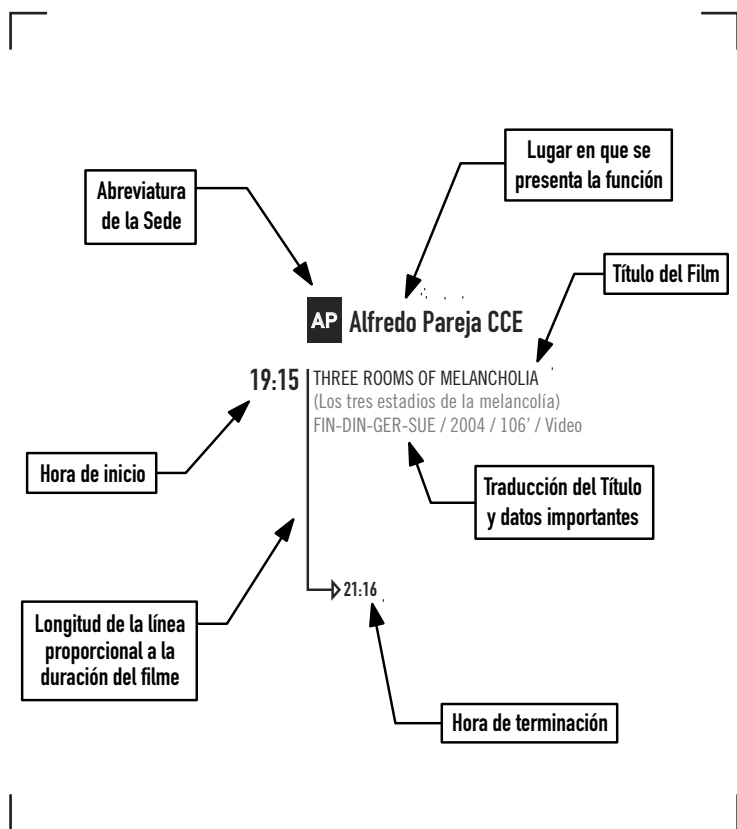 Lugar en que se
presenta la función
Abreviatura
de la Sede
Título del Film
AP Alfredo Pareja CCE
19:15 THREE ROOMS OF MELANCHOLIA
(Los tres estadios de la melancolía)
FIN-DIN-GER-SUE / 2004 / 106’ / Video
Hora de inicio
Traducción del Título
y datos importantes
21:16
Longitud de la línea
proporcional a la
duración del filme
Hora de terminación